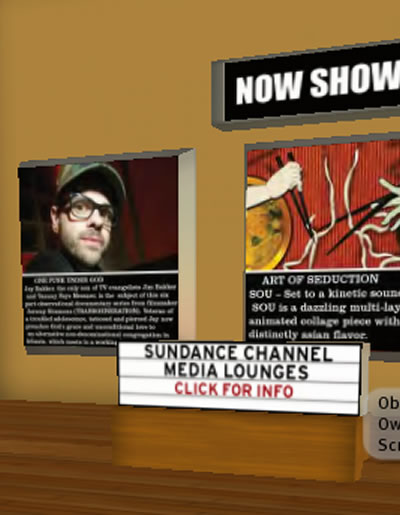 NOW SHOW
ONE PUNK UNDER GOD
Jay Bakker, the only son of TV evangelists Jim Bakker
and Tammy Faye Messner, is the subject of this six
part observational documentary series from filmmaker
Jeremy Simmons (TRANSGENERATION). Veteran of
a troubled adolescence, tattooed and pierced Jay now
preaches God's grace and unconditional love to
an alternative non-denominational congregation in
Atlanta, which meets in a working
ART OF SEDUCTION
SOU - Set to a kinetic soun
SOU is a dazzling multi-lay
animated collage piece with
distinctly asian flavor.
SUNDANCE CHANNEL
MEDIA LOUNGES
CLICK FOR INFO
Ob
Ow
Scr